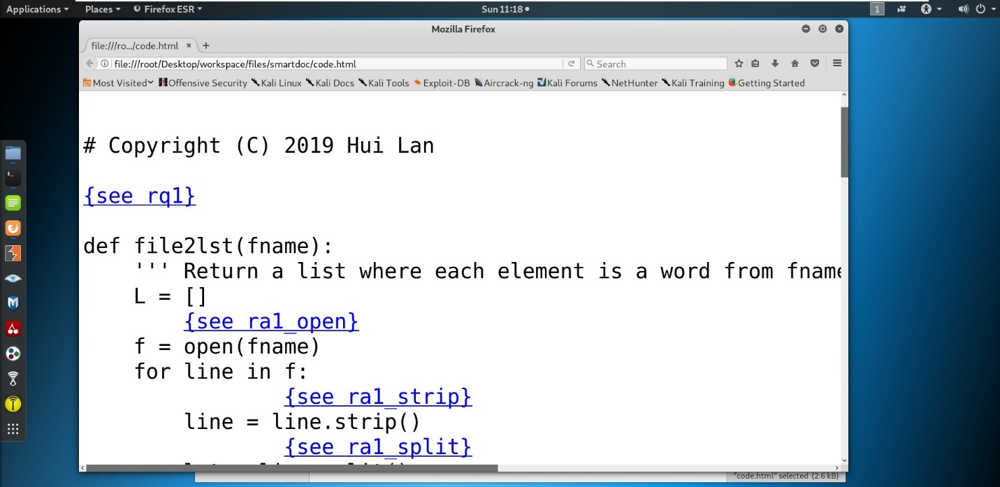 Applications Places Firefox ESR Sun 11:18 1
Mozilla Firefox
file:///ro.../code.html
file:///root/Desktop/workspace/files/smartdoc/code.html Search
Most Visited Offensive Security Kali Linux Kali Docs Kali Tools Exploit-DB Aircrack-ng Kali Forums NetHunter Kali Training Getting Started
# Copyright (C) 2019 Hui Lan
{see rq1}
def file2lst(fname):
''' Return a list where each element is a word from fname
L = []
{see ra1_open}
f = open(fname)
for line in f:
{see ra1_strip}
line = line.strip()
{see ra1_split}
"code.html" selected (2.6 kB)